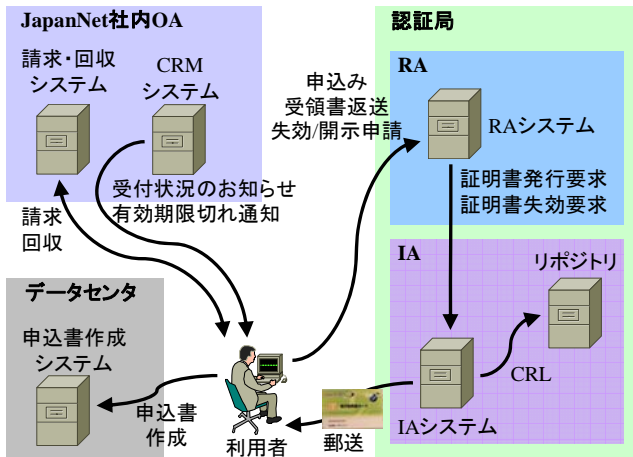 JapanNet社内OA
請求・回収
システム
CRM
システム
受付状況のお知らせ
有効期限切れ通知
請求
回収
データセンタ
申込書作成
システム
申込書
作成
利用者
郵送
申込み
受領書返送
失効/開示申請
認証局
RA
RAシステム
証明書発行要求
証明書失効要求
IA
リポジトリ
CRL
IAシステム